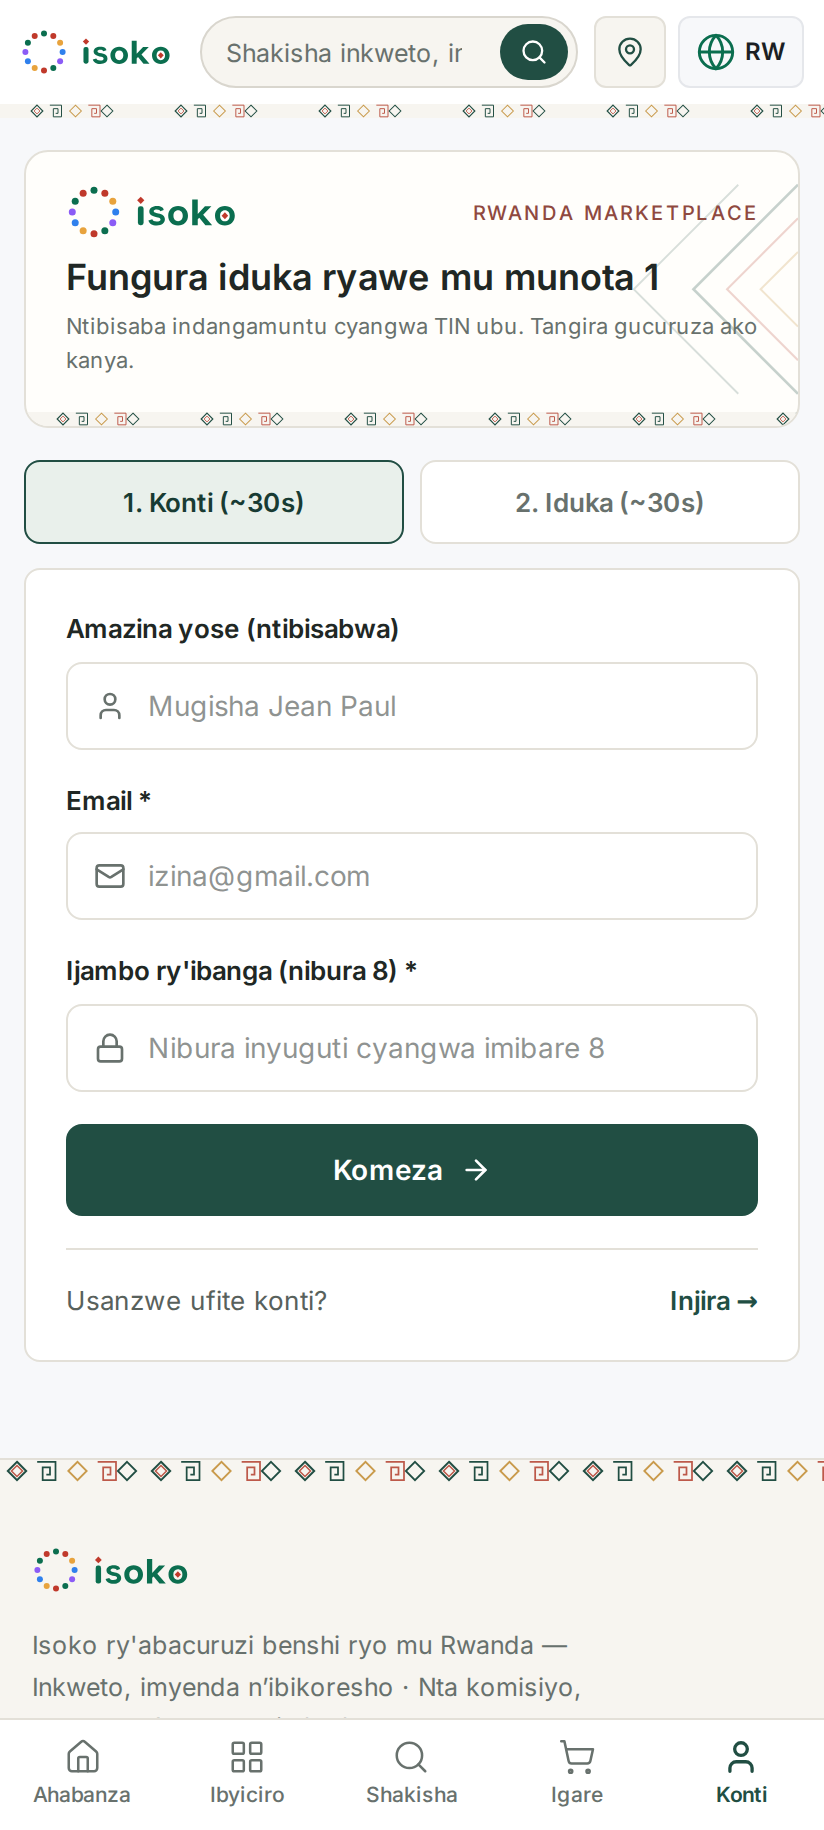 isoko
Shakisha inkweto, ir
RW
isoko
RWANDA MARKETPLACE
Fungura iduka ryawe mu munota 1
Ntibisaba indangamuntu cyangwa TIN ubu. Tangira gucuruza ako
kanya.
1. Konti (~30s)
2. Iduka (~30s)
Amazina yose (ntibisabwa)
Mugisha Jean Paul
Email *
izina@gmail.com
Ijambo ry'ibanga (nibura 8) *
Nibura inyuguti cyangwa imibare 8
Komeza →
Usanzwe ufite konti?
Injira →
isoko
Isoko ry'abacuruzi benshi ryo mu Rwanda —
Inkweto, imyenda n’ibikoresho · Nta komisiyo,
Ahabanza
Ibyiciro
Shakisha
Igare
Konti